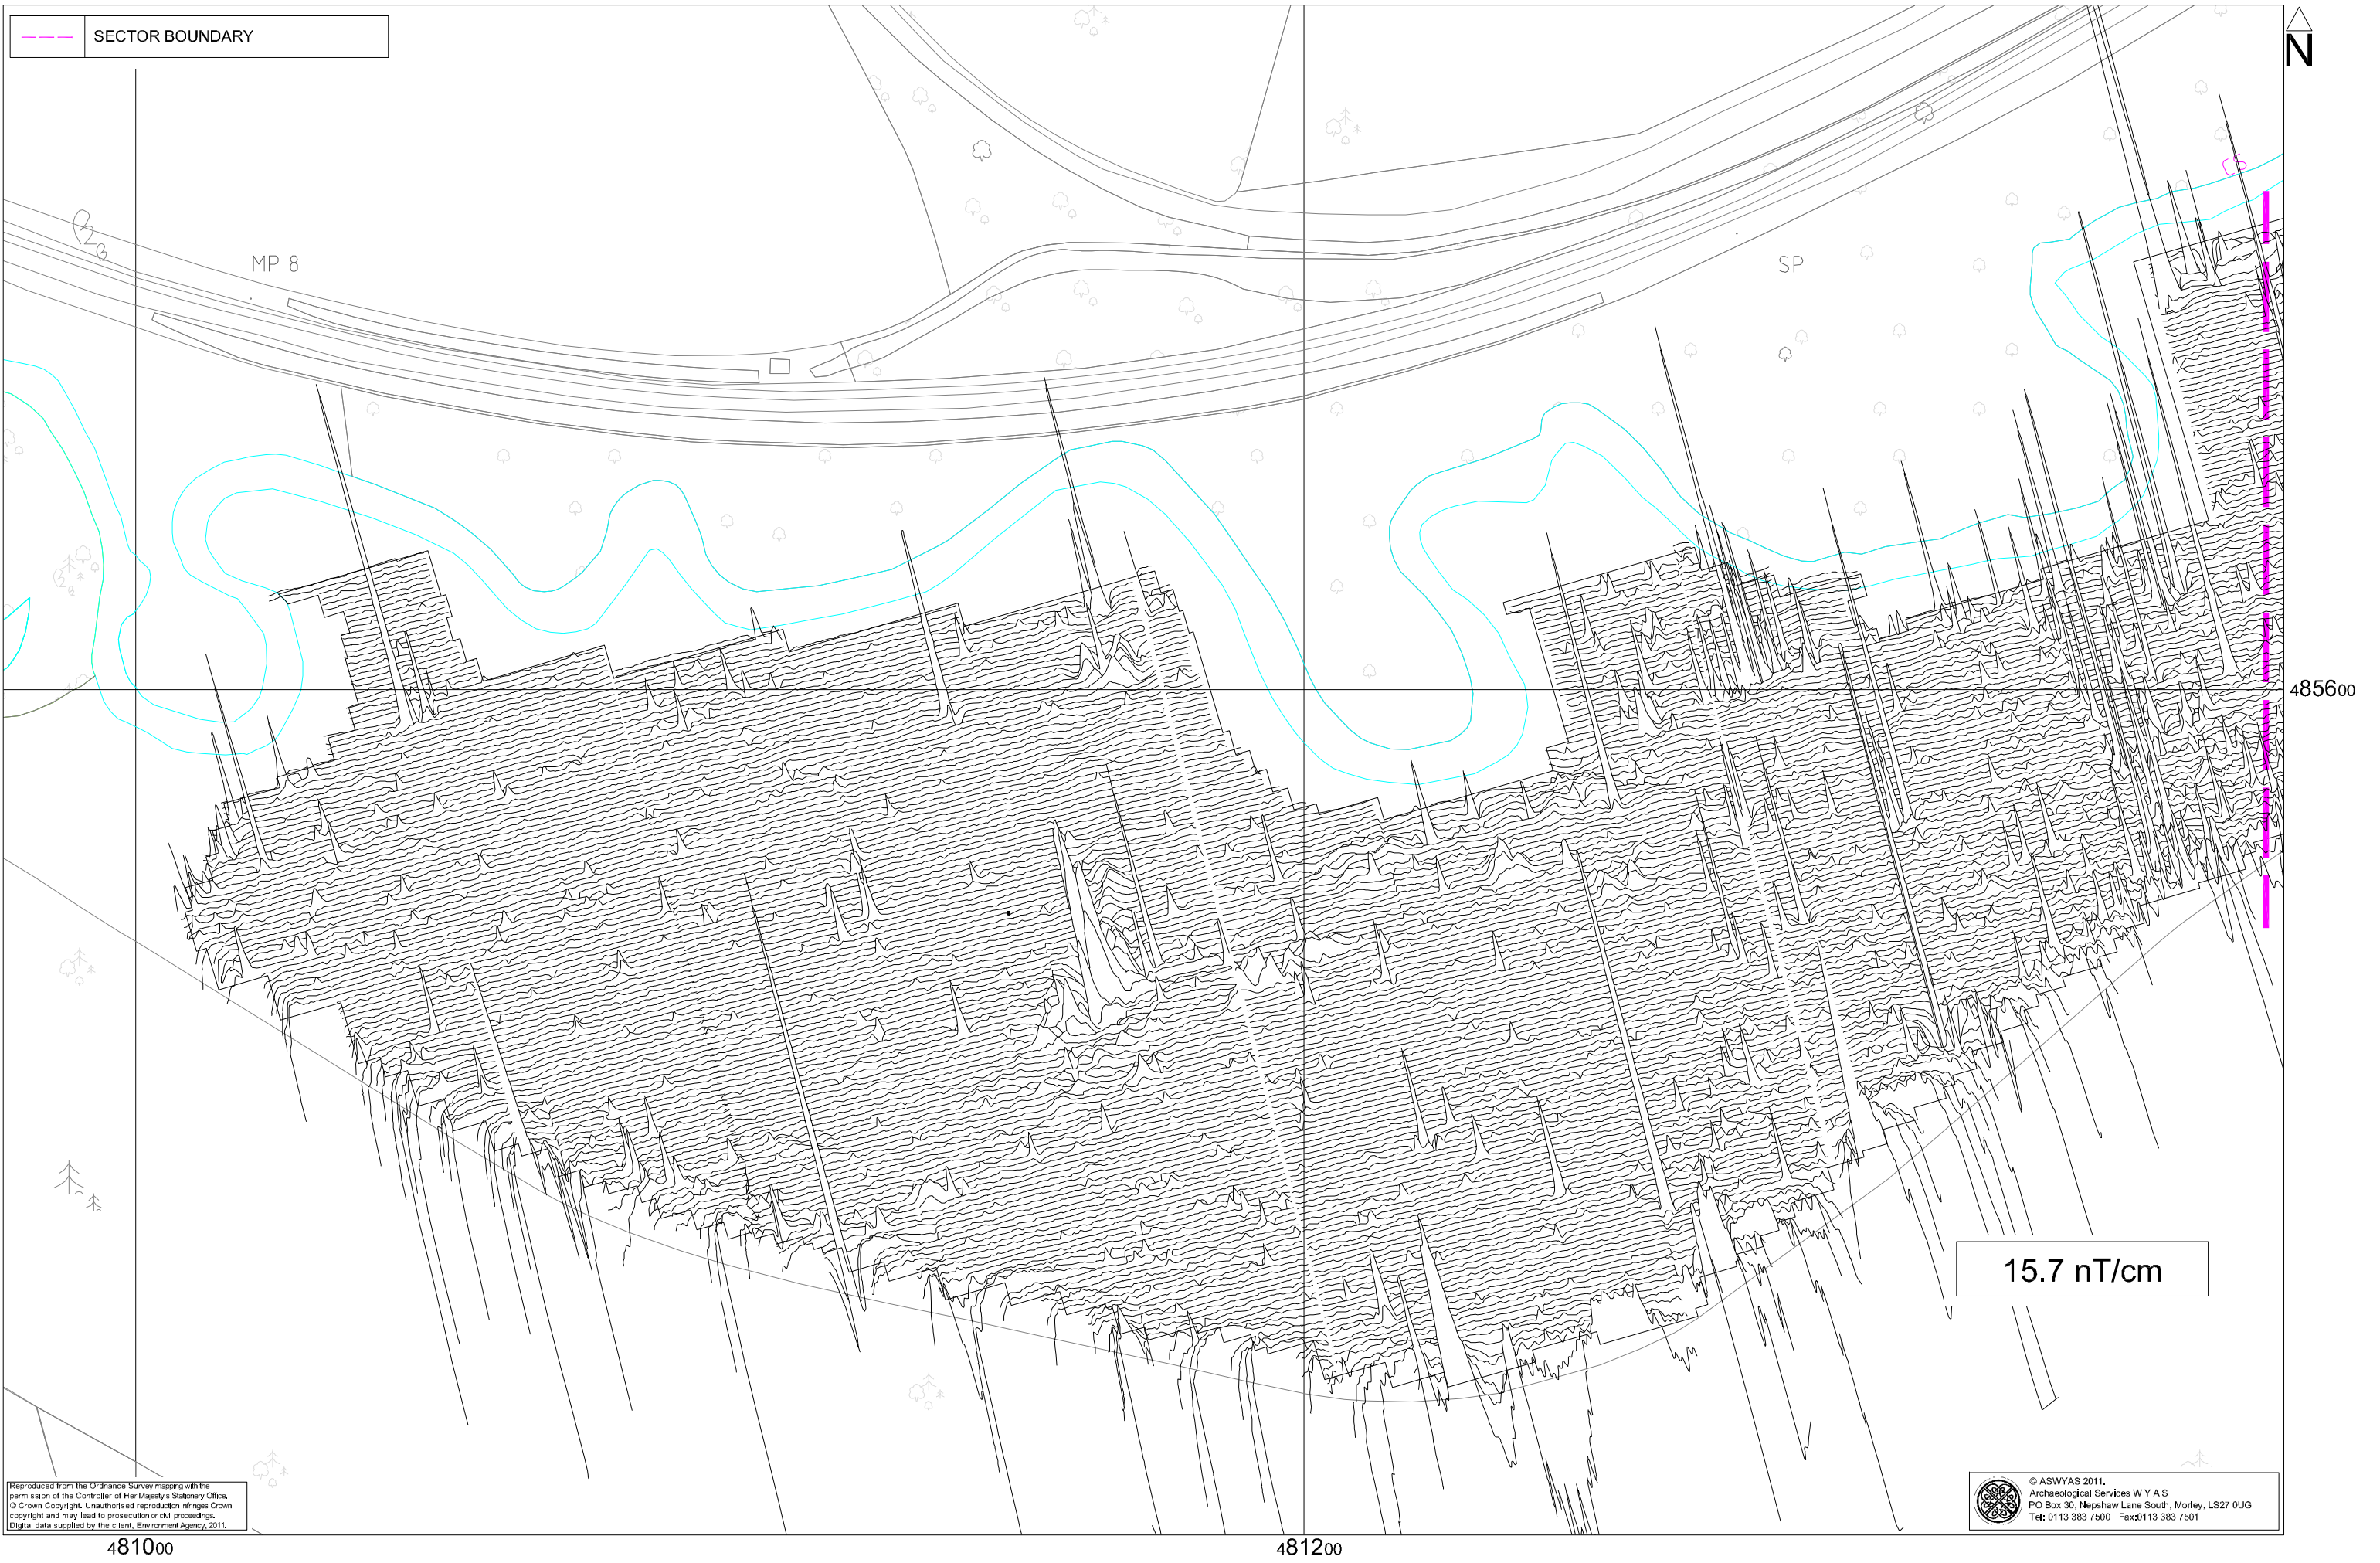 SECTOR BOUNDARY
N
CS
MP 8
SP
485600
15.7 nT/cm
Reproduced from the Ordnance Survey mapping with the
permission of the Controller of Her Majesty's Stationery Office.
© Crown Copyright. Unauthorised reproduction infringes Crown
copyright and may lead to prosecution or civil proceedings.
Digital data supplied by the client, Environment Agency, 2011.
© ASWYAS 2011.
Archaeological Services W Y A S
PO Box 30, Nepshaw Lane South, Morley, LS27 0UG
Tel: 0113 383 7500 Fax:0113 383 7501
481000
481200